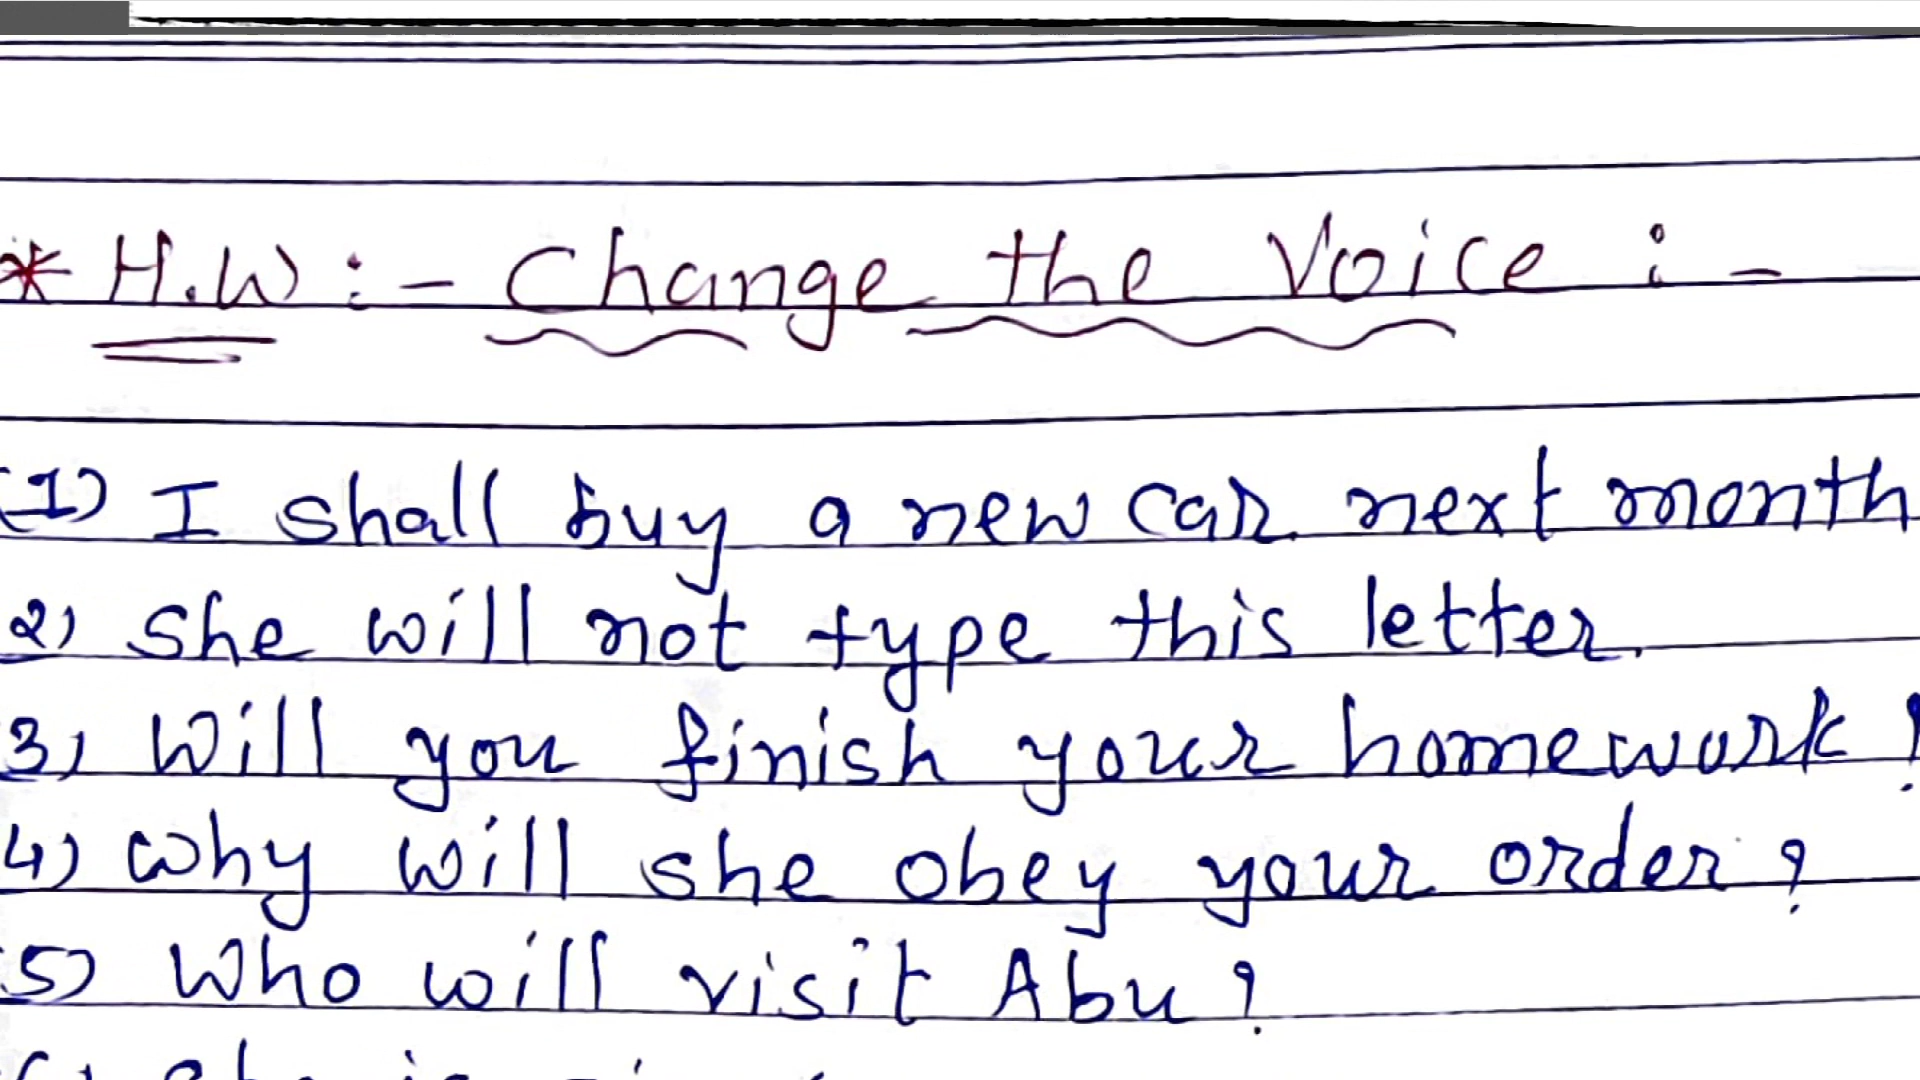 * H.W :- Change the Voice :-
(1) I shall buy a new car next month
2) She will not type this letter.
3) Will you finish your homework ?
4) Why will she obey your order ?
(5) Who will visit Abu ?